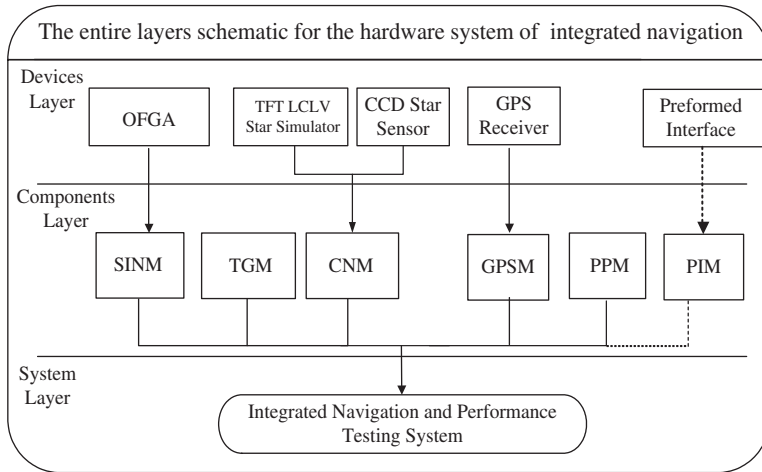 The entire layers schematic for the hardware system of integrated navigation
Devices
Layer
OFGA
TFT LCLV
Star Simulator
CCD Star
Sensor
GPS
Receiver
Preformed
Interface
Components
Layer
SINM
TGM
CNM
GPSM
PPM
PIM
System
Layer
Integrated Navigation and Performance
Testing System